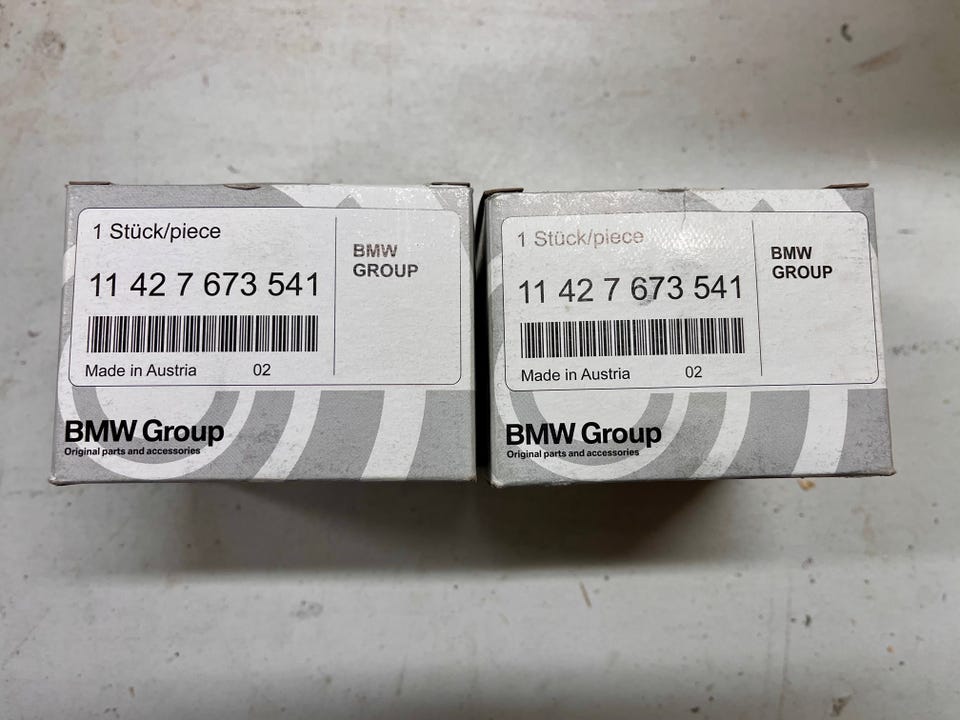 1 Stück/piece
BMW
GROUP
11 42 7 673 541
Made in Austria 02
BMW Group
Original parts and accessories
1 Stück/piece
BMW
GROUP
11 42 7 673 541
Made in Austria 02
BMW Group
Original parts and accessories